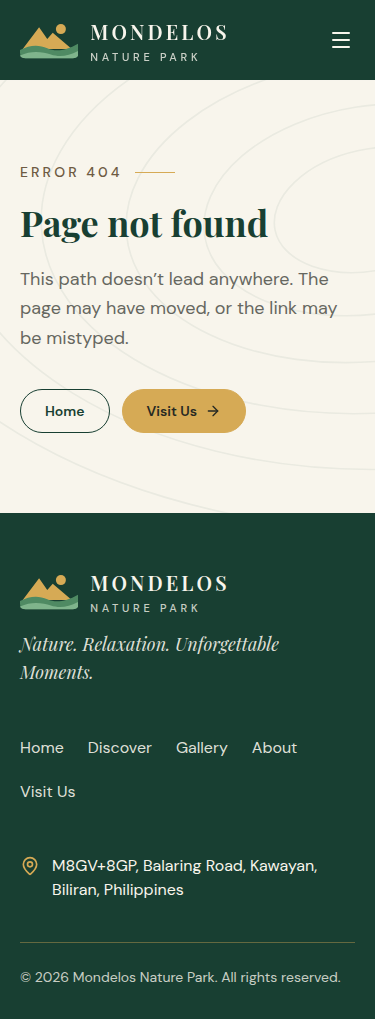 MONDELOS
NATURE PARK
ERROR 404
Page not found
This path doesn’t lead anywhere. The
page may have moved, or the link may
be mistyped.
Home
Visit Us
MONDELOS
NATURE PARK
Nature. Relaxation. Unforgettable
Moments.
Home Discover Gallery About
Visit Us
M8GV+8GP, Balaring Road, Kawayan,
Biliran, Philippines
© 2026 Mondelos Nature Park. All rights reserved.